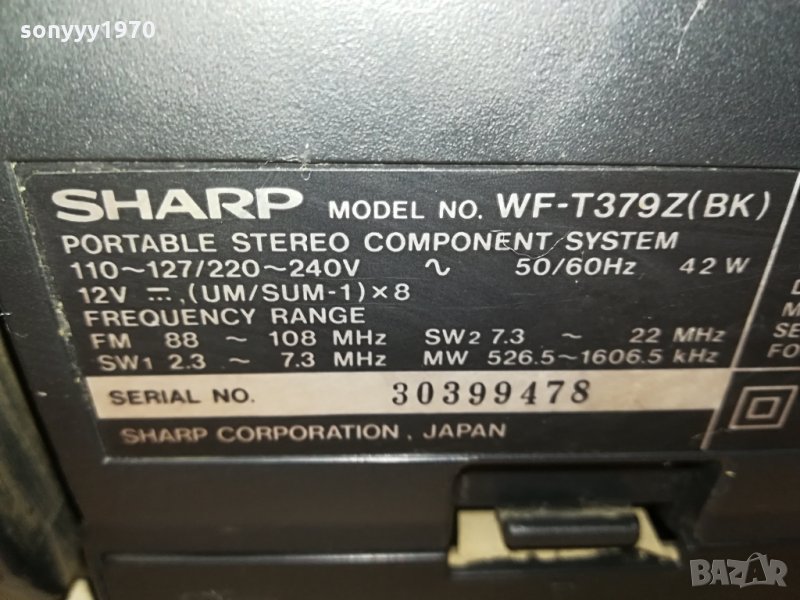 sonyyy1970
SHARP MODEL NO. WF-T379Z(BK)
PORTABLE STEREO COMPONENT SYSTEM
110~127/220~240V ∿ 50/60Hz 42W
12V ⎓,(UM/SUM-1)×8
FREQUENCY RANGE
FM 88 ~ 108 MHz SW2 7.3 ~ 22 MHz
SW1 2.3 ~ 7.3 MHz MW 526.5~1606.5 kHz
SERIAL NO. 30399478
SHARP CORPORATION, JAPAN
BAZAR